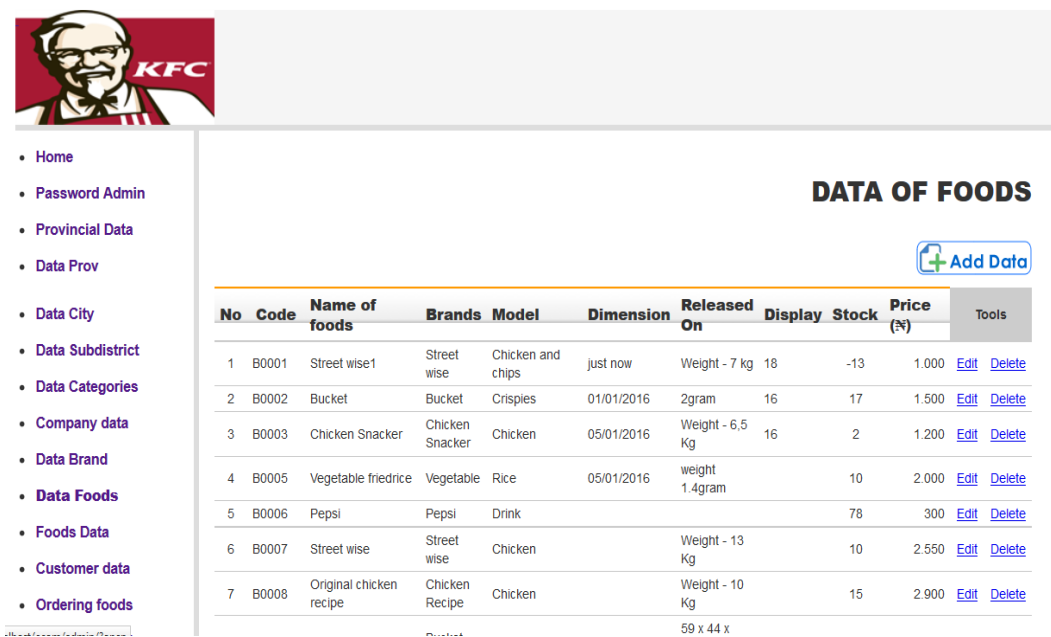 KFC
Home
Password Admin
Provincial Data
Data Prov
Data City
Data Subdistrict
Data Categories
Company data
Data Brand
Data Foods
Foods Data
Customer data
Ordering foods
DATA OF FOODS
Add Data
No Code Name of foods Brands Model Dimension Released On Display Stock Price (₦) Tools
1 B0001 Street wise1 Street wise Chicken and chips just now Weight - 7 kg 18 -13 1.000 Edit Delete
2 B0002 Bucket Bucket Crispies 01/01/2016 2gram 16 17 1.500 Edit Delete
3 B0003 Chicken Snacker Chicken Snacker Chicken 05/01/2016 Weight - 6,5 Kg 16 2 1.200 Edit Delete
4 B0005 Vegetable friedrice Vegetable Rice 05/01/2016 weight 1.4gram 10 2.000 Edit Delete
5 B0006 Pepsi Pepsi Drink 78 300 Edit Delete
6 B0007 Street wise Street wise Chicken Weight - 13 Kg 10 2.550 Edit Delete
7 B0008 Original chicken recipe Chicken Recipe Chicken Weight - 10 Kg 15 2.900 Edit Delete
59 x 44 x